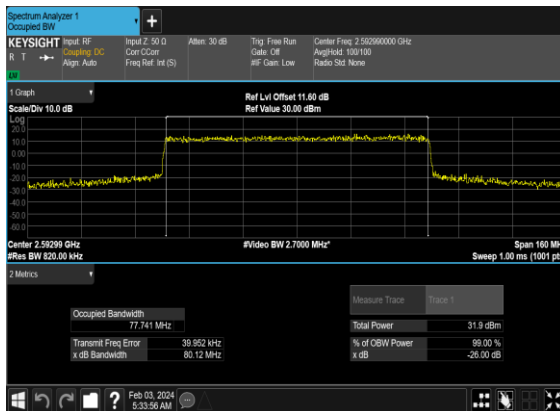 Spectrum Analyzer 1
Occupied BW
KEYSIGHT
R T
LXI
Input: RF
Coupling: DC
Align: Auto
Input Z: 50 Ω
Corr CCorr
Freq Ref: Int (S)
Atten: 30 dB
Trig: Free Run
Gate: Off
#IF Gain: Low
Center Freq: 2.592990000 GHz
Avg|Hold: 100/100
Radio Std: None
1 Graph
Scale/Div 10.0 dB
Ref Lvl Offset 11.60 dB
Ref Value 30.00 dBm
Log
20.0
10.0
0.00
-10.0
-20.0
-30.0
-40.0
-50.0
-60.0
Center 2.59299 GHz
#Res BW 820.00 kHz
#Video BW 2.7000 MHz*
Span 160 MH
Sweep 1.00 ms (1001 pt
2 Metrics
Measure Trace
Trace 1
Occupied Bandwidth
77.741 MHz
Total Power
31.9 dBm
Transmit Freq Error
39.952 kHz
% of OBW Power
99.00 %
x dB Bandwidth
80.12 MHz
x dB
-26.00 dB
?
Feb 03, 2024
5:33:56 AM